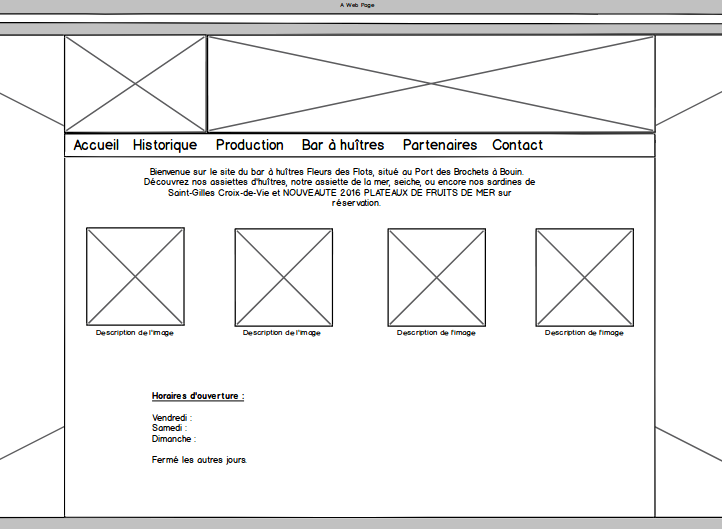 A Web Page
Accueil Historique Production Bar à huîtres Partenaires Contact
Bienvenue sur le site du bar à huîtres Fleurs des Flots, situé au Port des Brochets à Bouin.
Découvrez nos assiettes d'huîtres, notre assiette de la mer, seiche, ou encore nos sardines de
Saint-Gilles Croix-de-Vie et NOUVEAUTE 2016 PLATEAUX DE FRUITS DE MER sur
réservation.
Description de l'image Description de l'image Description de l'image Description de l'image
Horaires d'ouverture :
Vendredi :
Samedi :
Dimanche :
Fermé les autres jours.